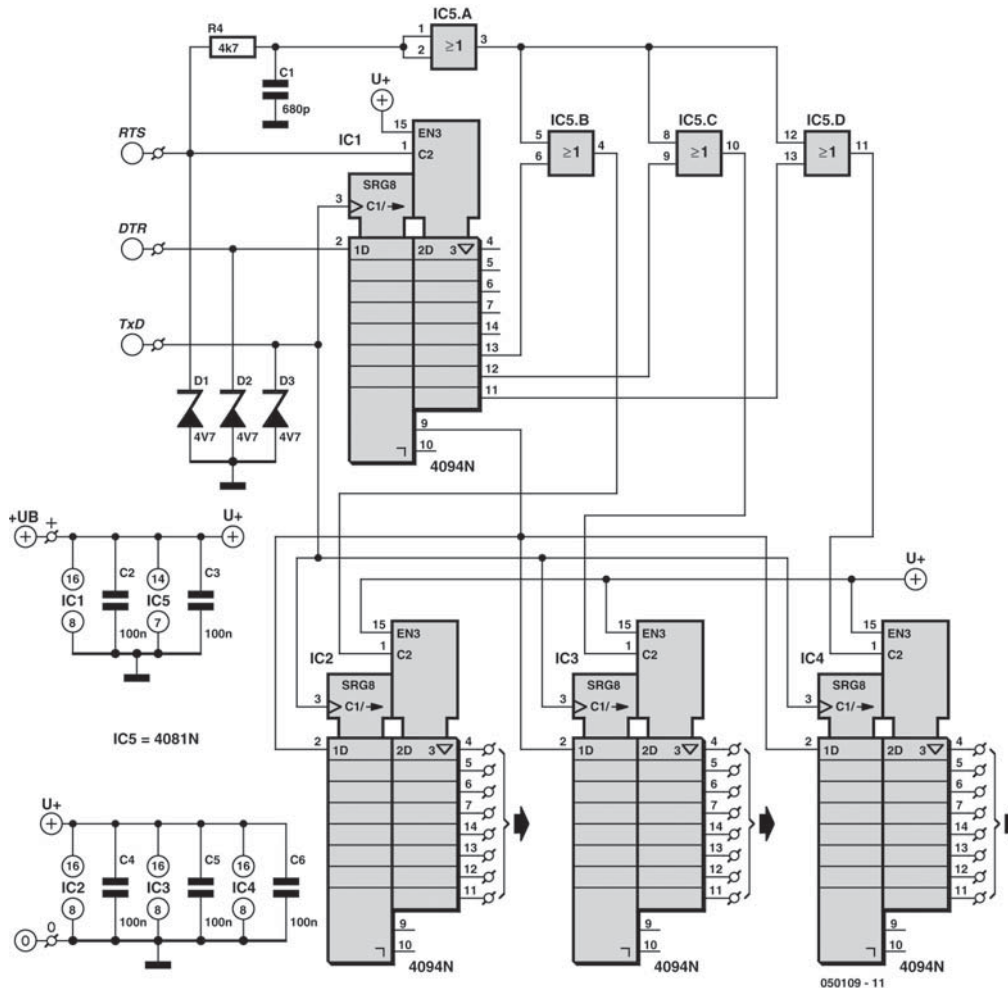 IC5.A
R4
4k7
1
2
≥1
3
C1
680p
U+
15
EN3
IC1
1
C2
RTS
IC5.B
5
6
≥1
4
IC5.C
8
9
≥1
10
IC5.D
12
13
≥1
11
SRG8
3
C1/
DTR
2
1D
2D
3
4
5
6
7
14
13
12
11
TxD
D1
D2
D3
4V7
4V7
4V7
9
10
4094N
+UB
+
U+
16
C2
14
C3
IC1
IC5
8
100n
7
100n
U+
IC5 = 4081N
IC2
15
EN3
1
C2
SRG8
3
C1/
2
1D
2D
3
4
5
6
7
14
13
12
11
9
10
4094N
IC3
15
EN3
1
C2
SRG8
3
C1/
2
1D
2D
3
4
5
6
7
14
13
12
11
9
10
4094N
IC4
15
EN3
1
C2
SRG8
3
C1/
2
1D
2D
3
4
5
6
7
14
13
12
11
9
10
4094N
U+
16
C4
16
C5
16
C6
IC2
IC3
IC4
8
100n
8
100n
8
100n
0
0
050109 - 11